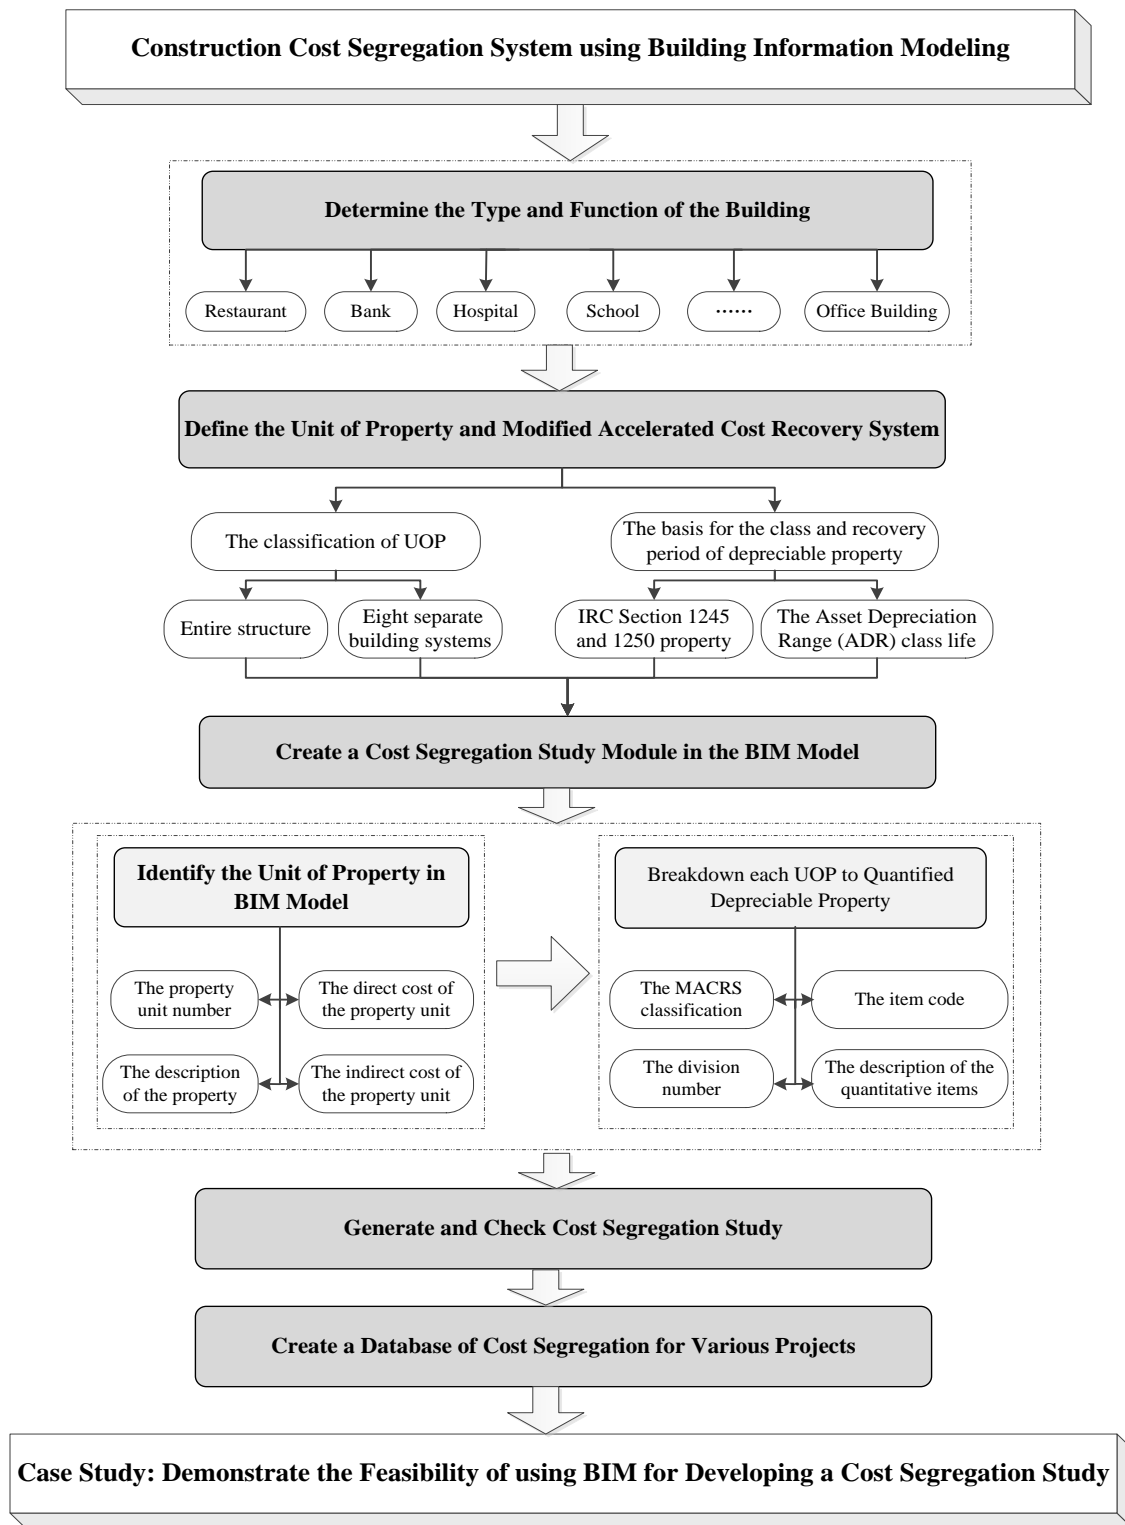 Construction Cost Segregation System using Building Information Modeling
Determine the Type and Function of the Building
Restaurant
Bank
Hospital
School
......
Office Building
Define the Unit of Property and Modified Accelerated Cost Recovery System
The classification of UOP
The basis for the class and recovery
period of depreciable property
Entire structure
Eight separate
building systems
IRC Section 1245
and 1250 property
The Asset Depreciation
Range (ADR) class life
Create a Cost Segregation Study Module in the BIM Model
Identify the Unit of Property in
BIM Model
The property
unit number
The direct cost of
the property unit
The description
of the property
The indirect cost of
the property unit
Breakdown each UOP to Quantified
Depreciable Property
The MACRS
classification
The item code
The division
number
The description of the
quantitative items
Generate and Check Cost Segregation Study
Create a Database of Cost Segregation for Various Projects
Case Study: Demonstrate the Feasibility of using BIM for Developing a Cost Segregation Study